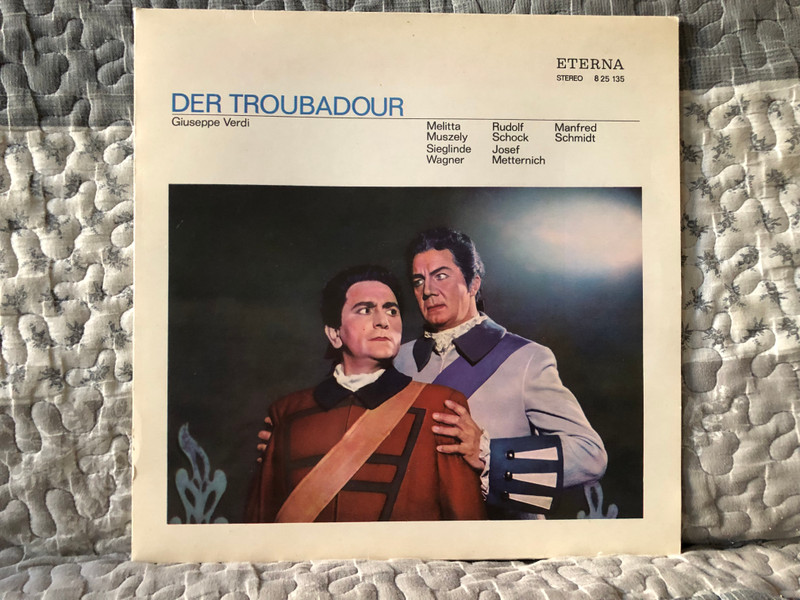 ETERNA
STEREO 8 25 135
DER TROUBADOUR
Giuseppe Verdi
Melitta Muszely
Sieglinde Wagner
Rudolf Schock
Josef Metternich
Manfred Schmidt